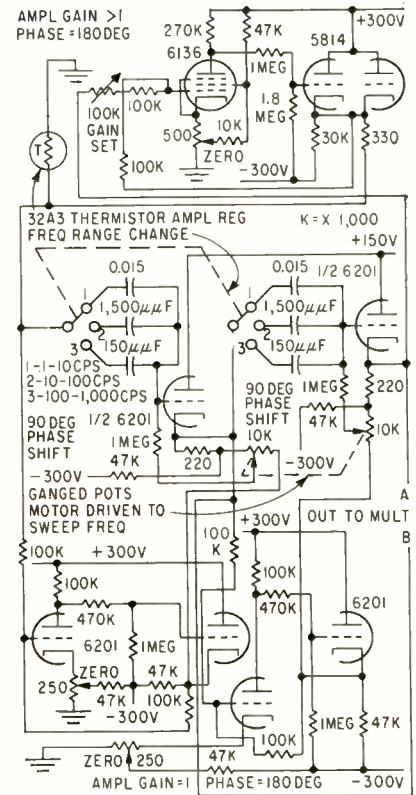 AMPL GAIN >1
PHASE=180DEG
270K
47K
+300V
6136
5814
1MEG
100K
100K
GAIN
SET
1.8
MEG
500
10K
ZERO
-300V
30K
330
T
100K
32A3 THERMISTOR AMPL REG
FREQ RANGE CHANGE
K=X 1,000
+150V
0.015
0.015
1/2 6201
1
1,500μμF
1
1,500μμF
2
2
150μμF
150μμF
3
3
1-.1-10CPS
2-10-100CPS
3-100-1,000CPS
90 DEG
PHASE
SHIFT
1/2 6201
1MEG
90 DEG
PHASE
SHIFT
1MEG
220
47K
10K
47K
220
10K
-300V
-300V
GANGED POTS
MOTOR DRIVEN TO
SWEEP FREQ
A
OUT TO MULT
B
100K
+300V
100
K
+300V
100K
100K
470K
6201
470K
6201
1MEG
ZERO
250
47K
100K
-300V
1MEG
47K
100K
ZERO
250
47K
AMPL GAIN=1
PHASE=180DEG
-300V